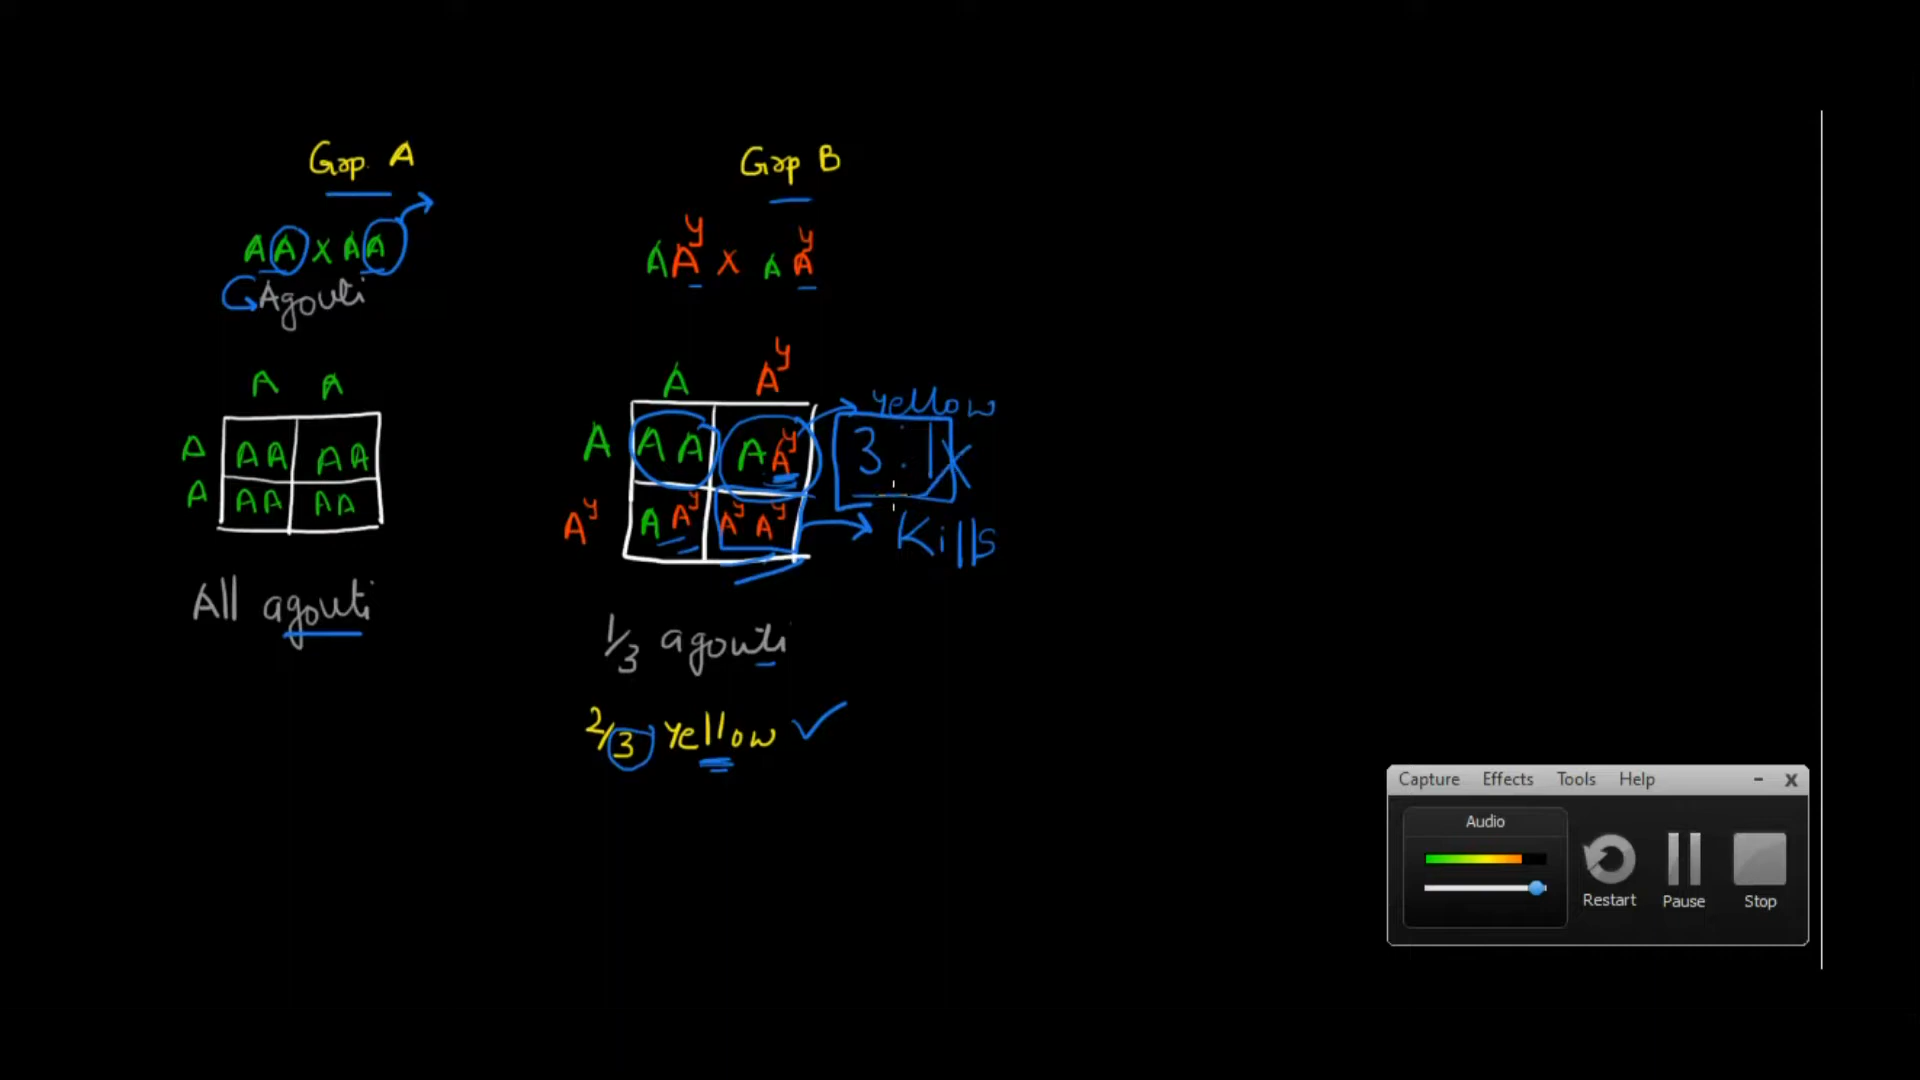 Grp. A
AA X AA
Agouti
A A
A AA AA
A AA AA
All agouti
Grp B
AAʸ X AAʸ
A Aʸ
A AA AAʸ
Aʸ AAʸ AʸAʸ
yellow
3:1 X
Kills
1/3 agouti
2/3 yellow ✓
Capture Effects Tools Help
Audio
Restart Pause Stop